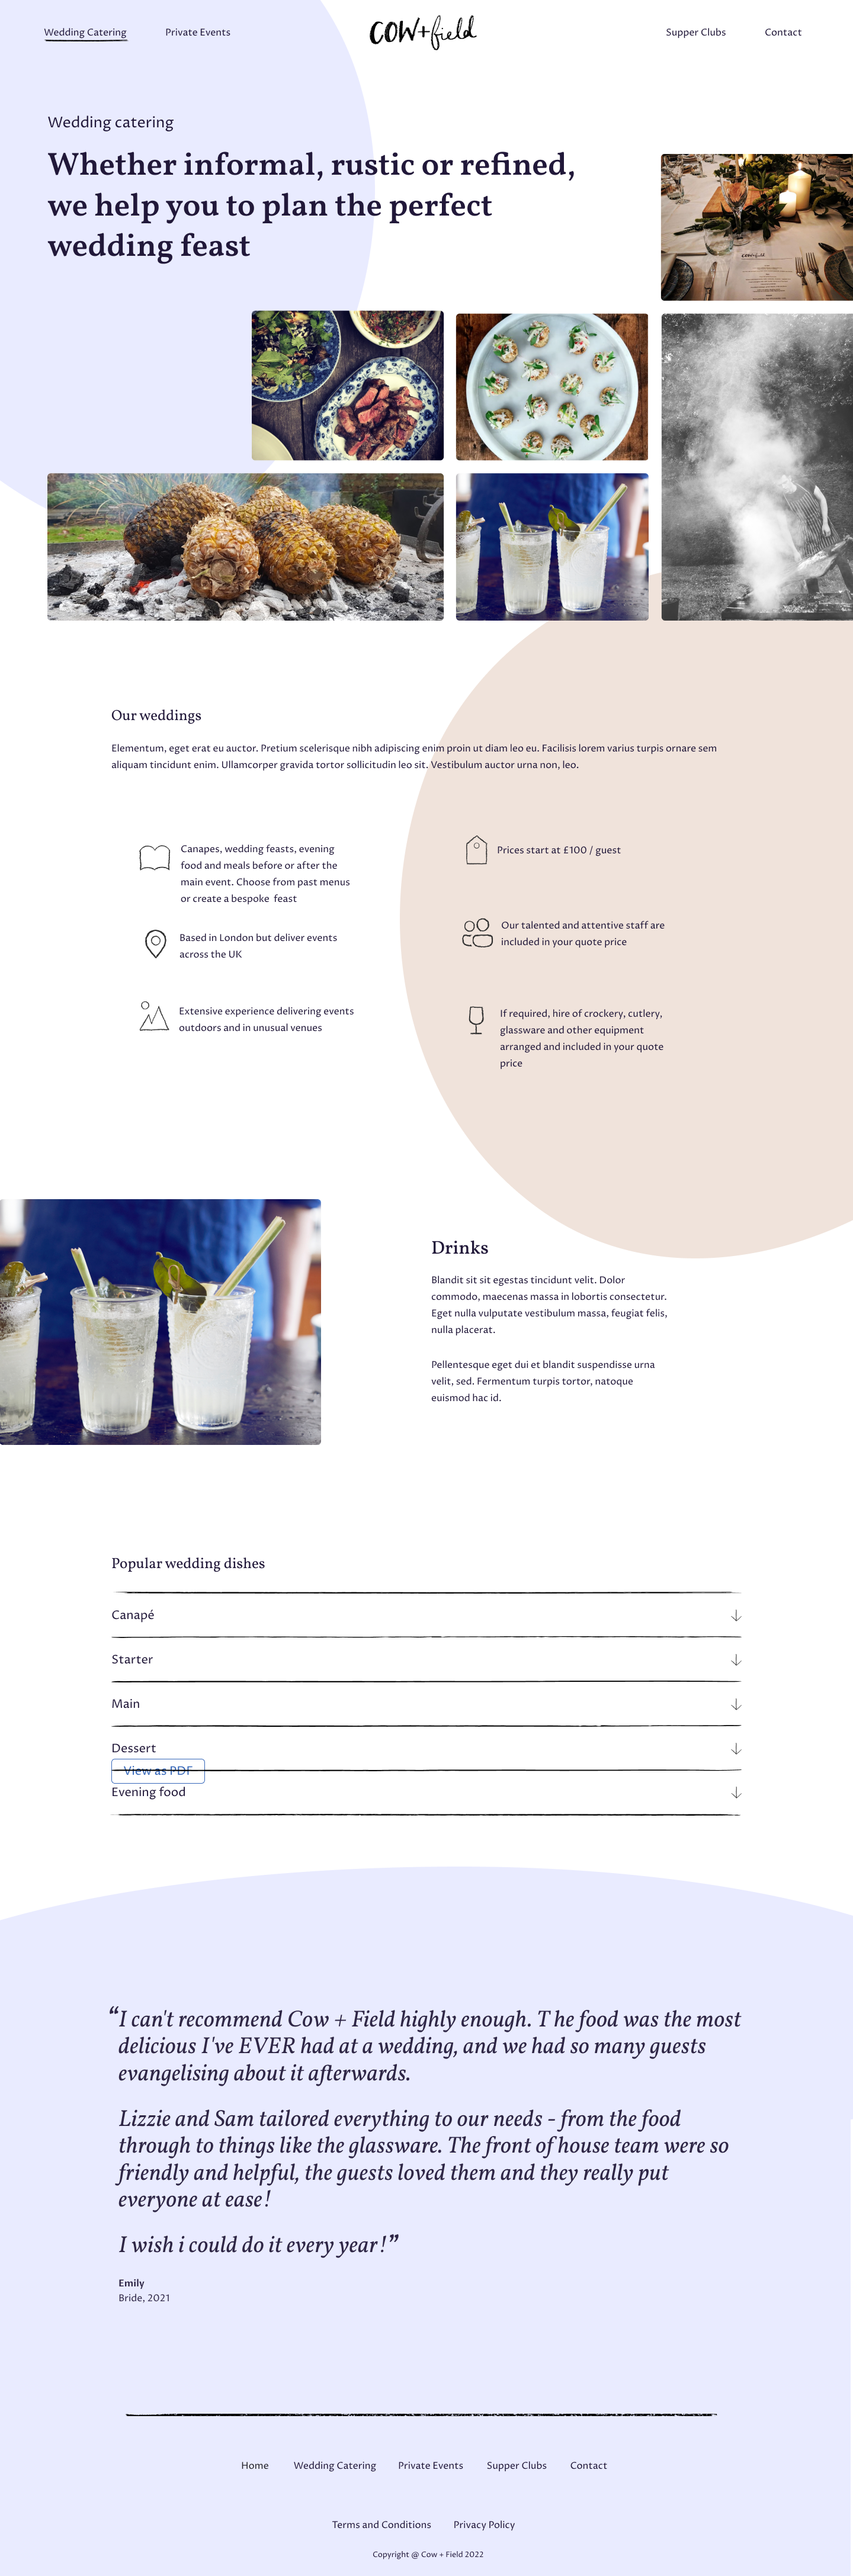 Wedding Catering
Private Events
COW+field
Supper Clubs
Contact
Wedding catering
Whether informal, rustic or refined,
we help you to plan the perfect
wedding feast
Our weddings
Elementum, eget erat eu auctor. Pretium scelerisque nibh adipiscing enim proin ut diam leo eu. Facilisis lorem varius turpis ornare sem
aliquam tincidunt enim. Ullamcorper gravida tortor sollicitudin leo sit. Vestibulum auctor urna non, leo.
Canapes, wedding feasts, evening
food and meals before or after the
main event. Choose from past menus
or create a bespoke feast
Based in London but deliver events
across the UK
Extensive experience delivering events
outdoors and in unusual venues
Prices start at £100 / guest
Our talented and attentive staff are
included in your quote price
If required, hire of crockery, cutlery,
glassware and other equipment
arranged and included in your quote
price
Drinks
Blandit sit sit egestas tincidunt velit. Dolor
commodo, maecenas massa in lobortis consectetur.
Eget nulla vulputate vestibulum massa, feugiat felis,
nulla placerat.
Pellentesque eget dui et blandit suspendisse urna
velit, sed. Fermentum turpis tortor, natoque
euismod hac id.
Popular wedding dishes
Canapé
Starter
Main
Dessert
View as PDF
Evening food
“I can't recommend Cow + Field highly enough. The food was the most
delicious I've EVER had at a wedding, and we had so many guests
evangelising about it afterwards.
Lizzie and Sam tailored everything to our needs - from the food
through to things like the glassware. The front of house team were so
friendly and helpful, the guests loved them and they really put
everyone at ease!
I wish i could do it every year!”
Emily
Bride, 2021
Home
Wedding Catering
Private Events
Supper Clubs
Contact
Terms and Conditions
Privacy Policy
Copyright @ Cow + Field 2022